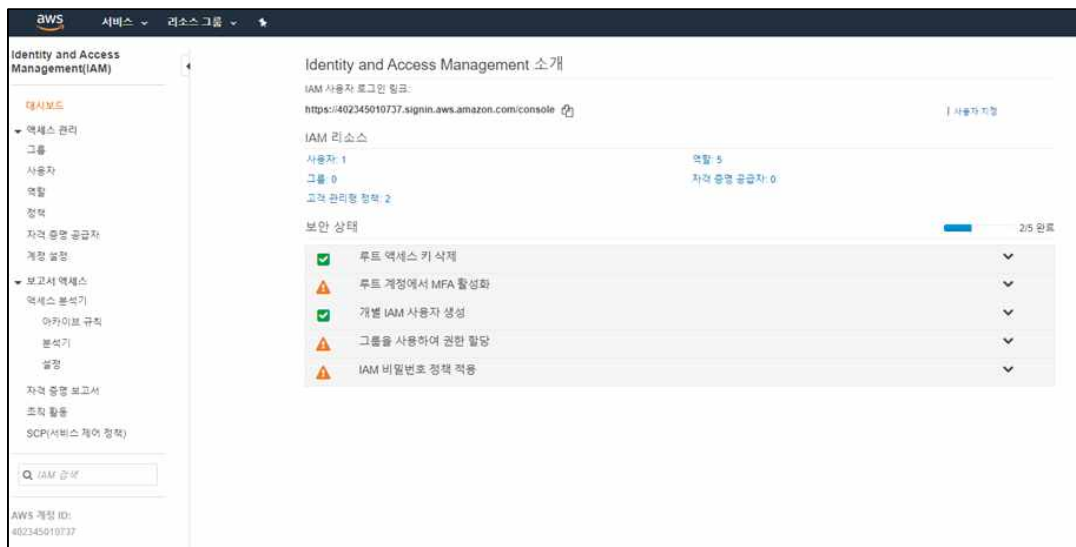 aws 서비스 리소스 그룹
Identity and Access
Management(IAM)
대시보드
액세스 관리
그룹
사용자
역할
정책
자격 증명 공급자
계정 설정
보고서 액세스
액세스 분석기
아카이브 규칙
분석기
설정
자격 증명 보고서
조직 활동
SCP(서비스 제어 정책)
IAM 검색
AWS 계정 ID:
402345010737
Identity and Access Management 소개
IAM 사용자 로그인 링크:
https://402345010737.signin.aws.amazon.com/console
사용자 지정
IAM 리소스
사용자: 1
역할: 5
그룹: 0
자격 증명 공급자: 0
고객 관리형 정책: 2
보안 상태
2/5 완료
루트 액세스 키 삭제
루트 계정에서 MFA 활성화
개별 IAM 사용자 생성
그룹을 사용하여 권한 할당
IAM 비밀번호 정책 적용